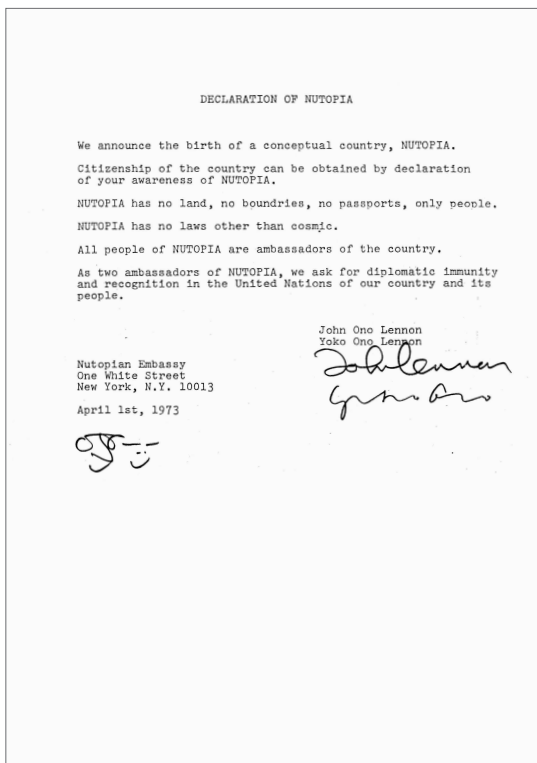 DECLARATION OF NUTOPIA
We announce the birth of a conceptual country, NUTOPIA.
Citizenship of the country can be obtained by declaration
of your awareness of NUTOPIA.
NUTOPIA has no land, no boundries, no passports, only people.
NUTOPIA has no laws other than cosmic.
All people of NUTOPIA are ambassadors of the country.
As two ambassadors of NUTOPIA, we ask for diplomatic immunity
and recognition in the United Nations of our country and its
people.
John Ono Lennon
Yoko Ono Lennon
John Lennon
Yoko Ono
Nutopian Embassy
One White Street
New York, N.Y. 10013
April 1st, 1973